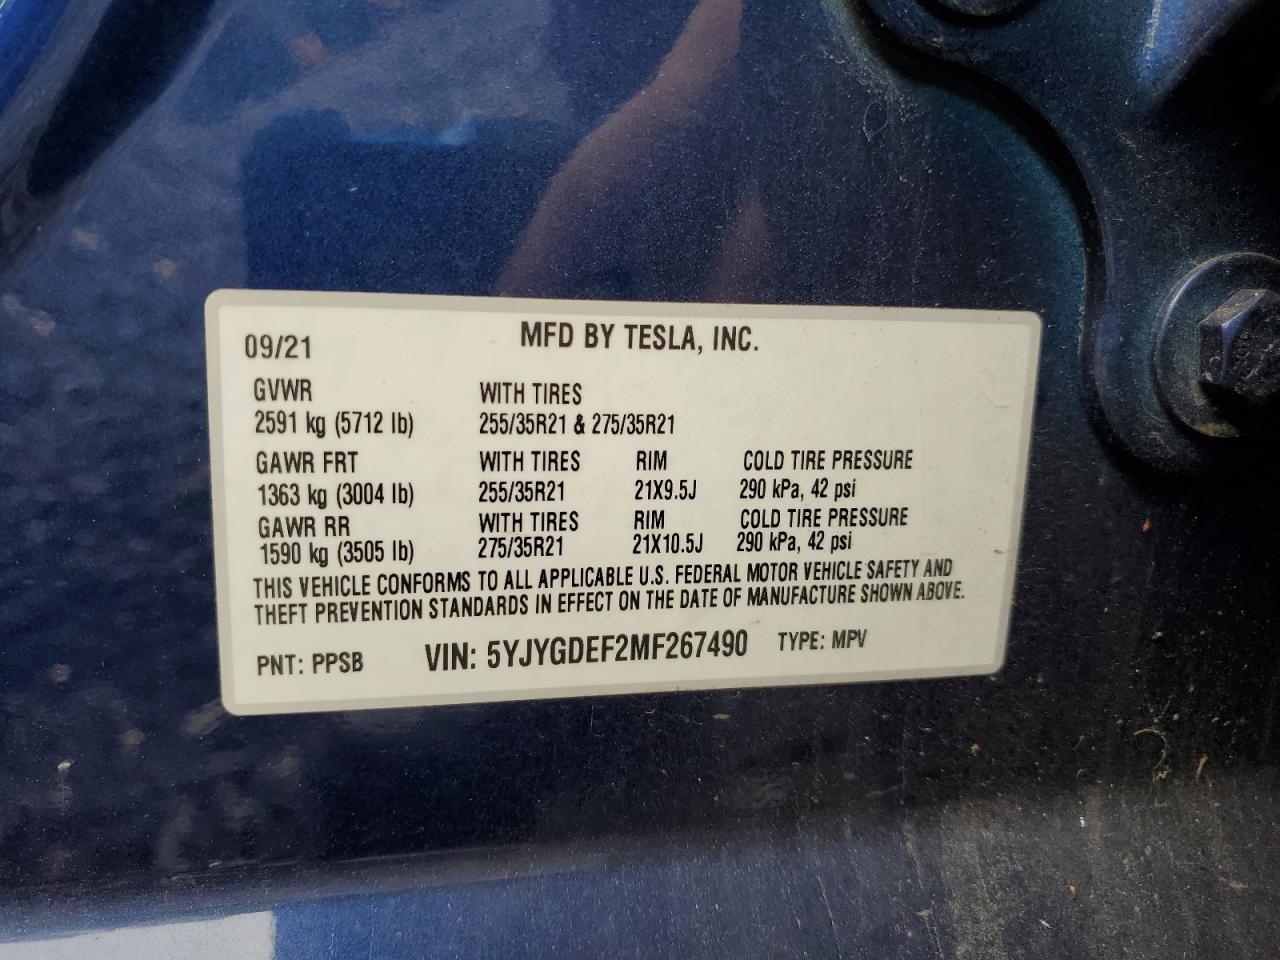 09/21 MFD BY TESLA, INC.
GVWR WITH TIRES
2591 kg (5712 lb) 255/35R21 & 275/35R21
GAWR FRT WITH TIRES RIM COLD TIRE PRESSURE
1363 kg (3004 lb) 255/35R21 21X9.5J 290 kPa, 42 psi
GAWR RR WITH TIRES RIM COLD TIRE PRESSURE
1590 kg (3505 lb) 275/35R21 21X10.5J 290 kPa, 42 psi
THIS VEHICLE CONFORMS TO ALL APPLICABLE U.S. FEDERAL MOTOR VEHICLE SAFETY AND
THEFT PREVENTION STANDARDS IN EFFECT ON THE DATE OF MANUFACTURE SHOWN ABOVE.
PNT: PPSB VIN: 5YJYGDEF2MF267490 TYPE: MPV